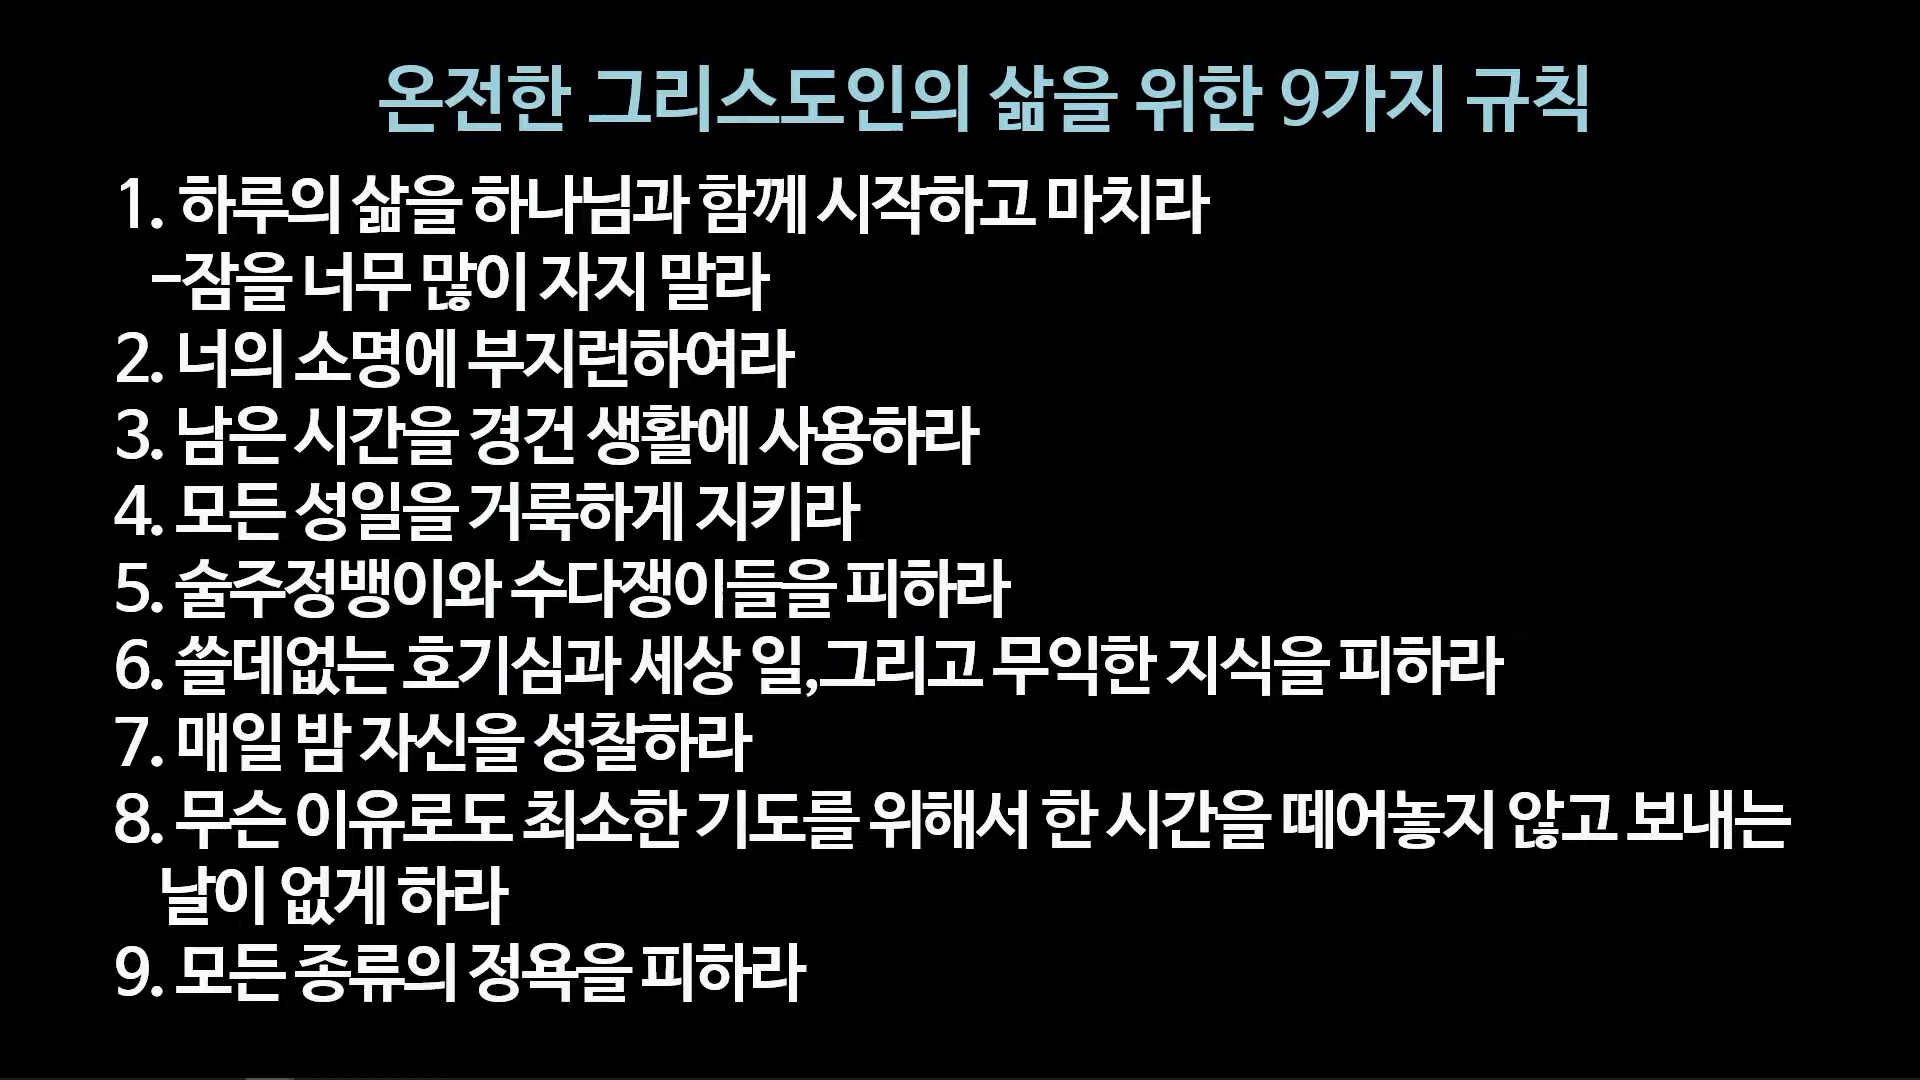 온전한 그리스도인의 삶을 위한 9가지 규칙
1. 하루의 삶을 하나님과 함께 시작하고 마치라
-잠을 너무 많이 자지 말라
2. 너의 소명에 부지런하여라
3. 남은 시간을 경건 생활에 사용하라
4. 모든 성일을 거룩하게 지키라
5. 술주정뱅이와 수다쟁이들을 피하라
6. 쓸데없는 호기심과 세상 일,그리고 무익한 지식을 피하라
7. 매일 밤 자신을 성찰하라
8. 무슨 이유로도 최소한 기도를 위해서 한 시간을 떼어놓지 않고 보내는
날이 없게 하라
9. 모든 종류의 정욕을 피하라